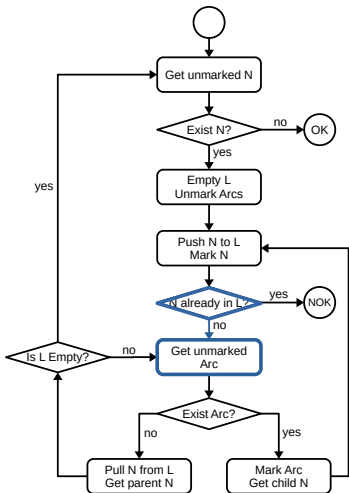 Get unmarked N
Exist N?
no
OK
yes
Empty L
Unmark Arcs
yes
Push N to L
Mark N
N already in L?
yes
NOK
no
Is L Empty?
no
Get unmarked
Arc
Exist Arc?
no
yes
Pull N from L
Get parent N
Mark Arc
Get child N